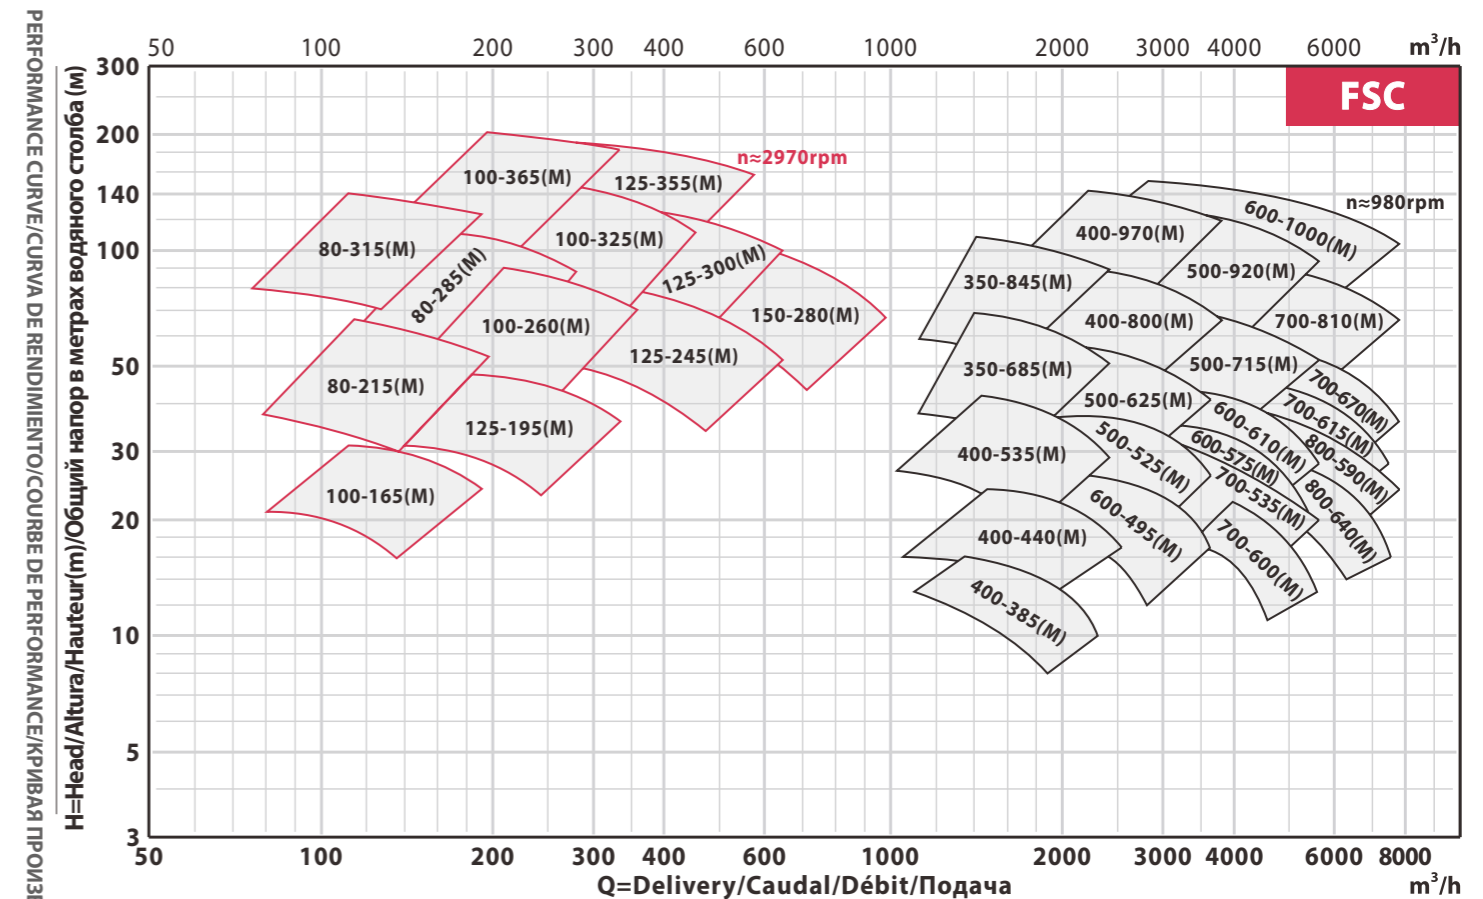 PERFORMANCE CURVE/CURVA DE RENDIMIENTO/COURBE DE PERFORMANCE/КРИВАЯ
H=Head/Altura/Hauteur(m)/Общий напор в метрах водяного столба (м)
50 100 200 300 400 600 1000 2000 3000 4000 6000 m³/h
300
200
140
100
50
30
20
10
5
3
FSC
n≈2970rpm
100-365(M)
125-355(M)
80-315(M)
100-325(M)
80-285(M)
125-300(M)
100-260(M)
150-280(M)
125-245(M)
80-215(M)
125-195(M)
100-165(M)
n≈980rpm
600-1000(M)
400-970(M)
500-920(M)
350-845(M)
400-800(M)
700-810(M)
350-685(M)
500-715(M)
700-670(M)
500-625(M)
700-615(M)
600-610(M)
800-590(M)
600-575(M)
400-535(M)
500-525(M)
700-535(M)
800-640(M)
600-495(M)
400-440(M)
700-600(M)
400-385(M)
50 100 200 300 400 600 1000 2000 3000 4000 6000 8000
Q=Delivery/Caudal/Débit/Подача m³/h